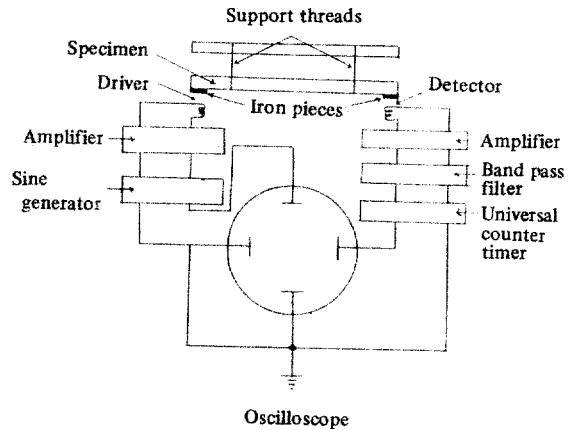 Support threads
Specimen
Driver
Detector
Iron pieces
Amplifier
Amplifier
Sine
generator
Band pass
filter
Universal
counter
timer
Oscilloscope